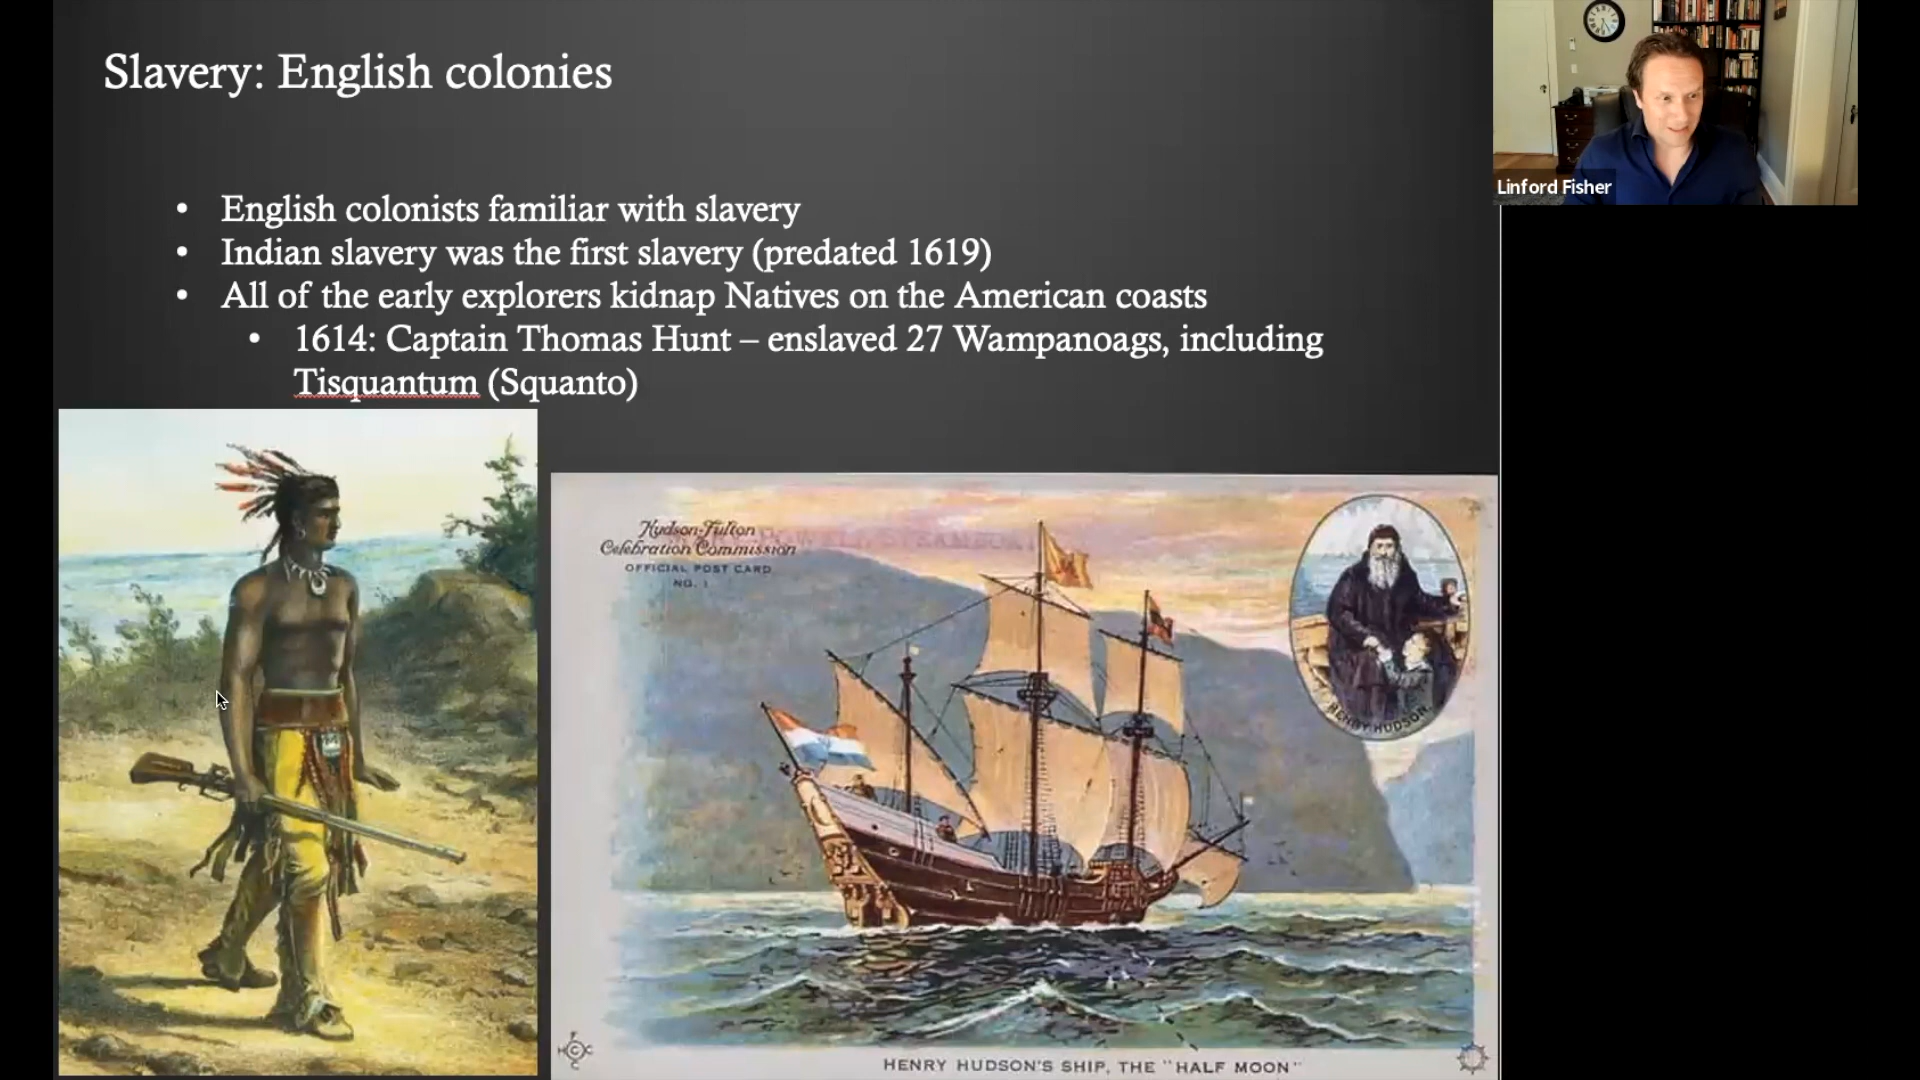 Slavery: English colonies
Linford Fisher
• English colonists familiar with slavery
• Indian slavery was the first slavery (predated 1619)
• All of the early explorers kidnap Natives on the American coasts
• 1614: Captain Thomas Hunt – enslaved 27 Wampanoags, including
Tisquantum (Squanto)
Hudson-Fulton
Celebration Commission
OFFICIAL POST CARD
NO. 1
POWELL STEAMBOAT
HENRY HUDSON
HENRY HUDSON'S SHIP, THE "HALF MOON"